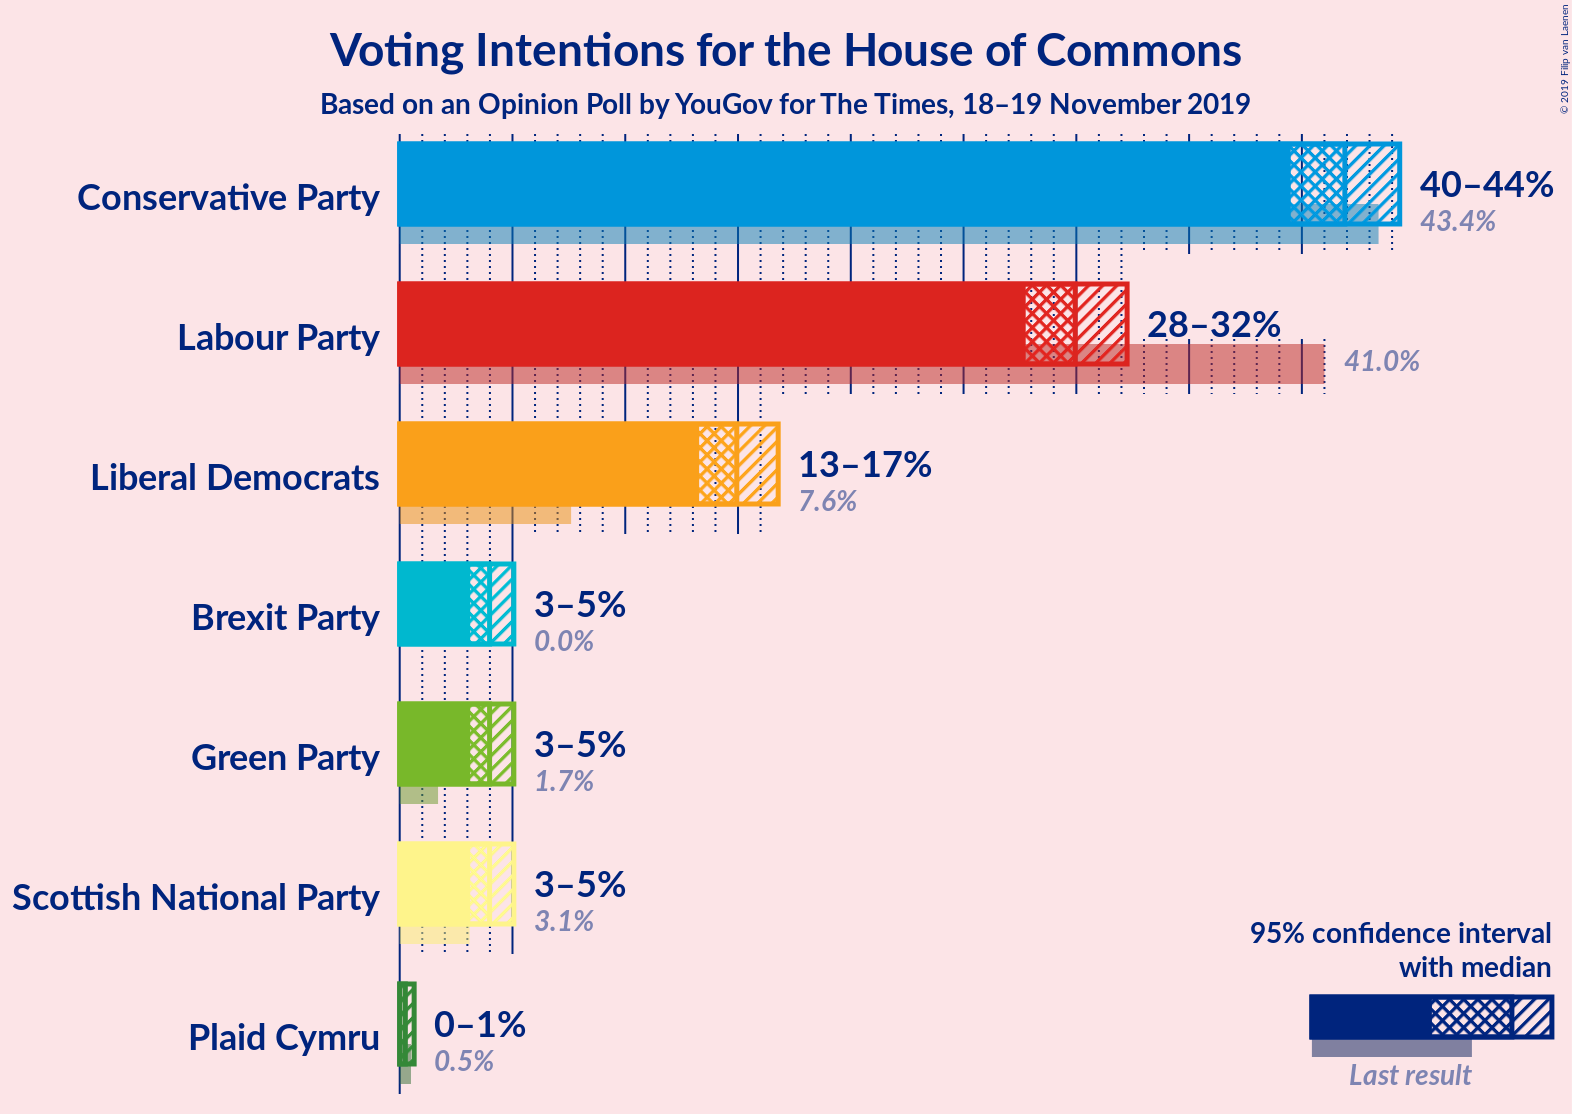 Voting Intentions for the House of Commons
Based on an Opinion Poll by YouGov for The Times, 18–19 November 2019
© 2019 Filip van Laenen
Conservative Party
40–44%
43.4%
Labour Party
28–32%
41.0%
Liberal Democrats
13–17%
7.6%
Brexit Party
3–5%
0.0%
Green Party
3–5%
1.7%
Scottish National Party
3–5%
3.1%
Plaid Cymru
0–1%
0.5%
95% confidence interval
with median
Last result